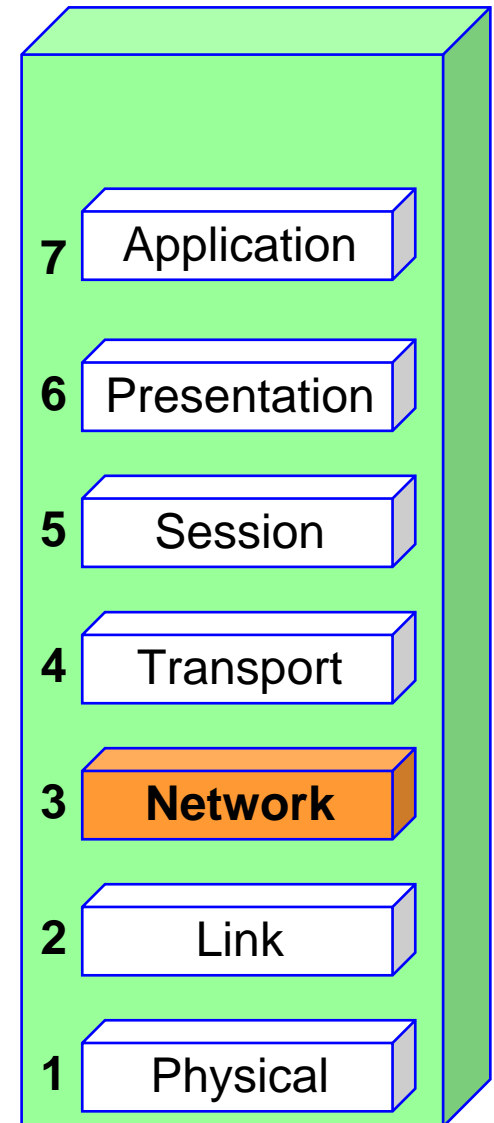 7 Application
6 Presentation
5 Session
4 Transport
3 Network
2 Link
1 Physical